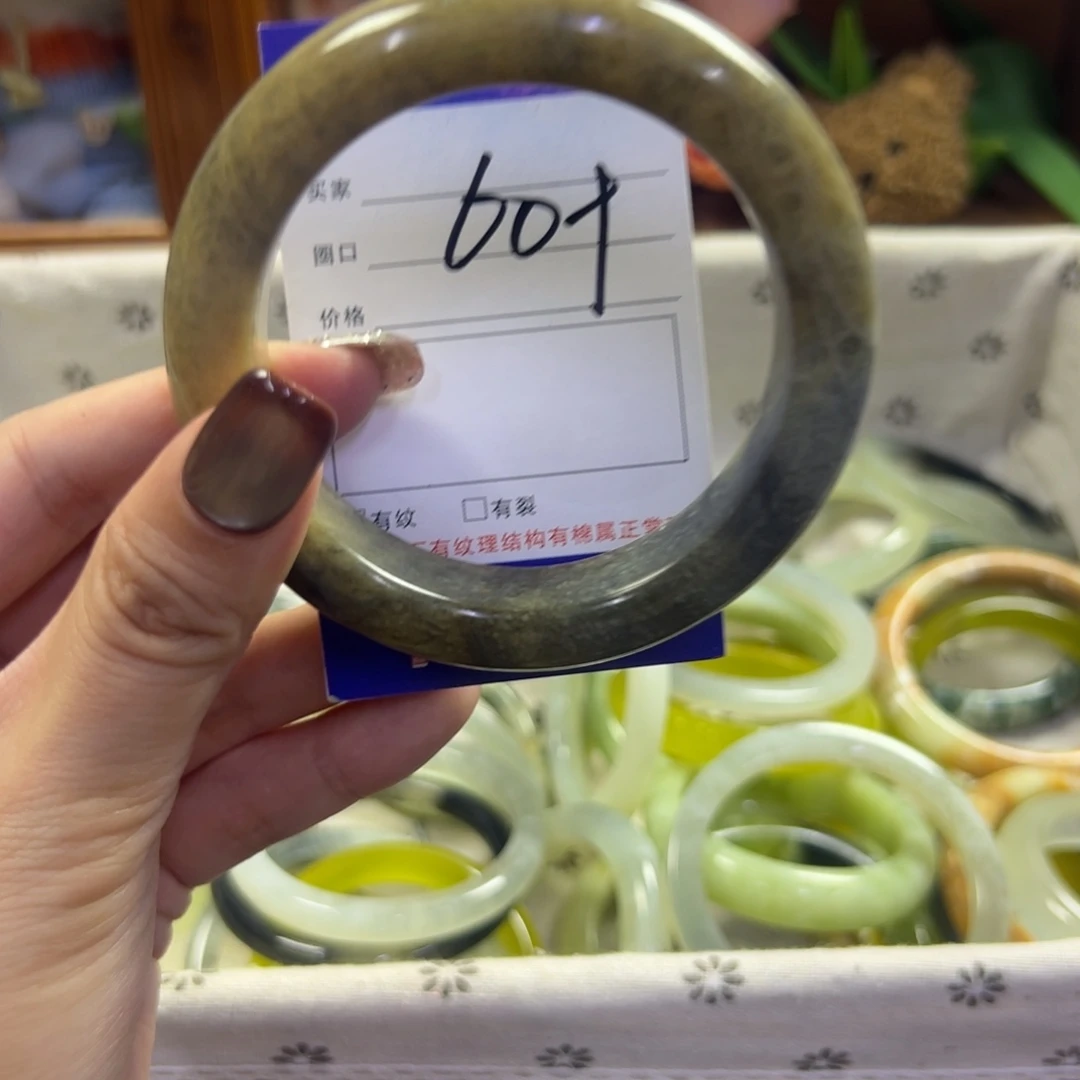 买家
60+
圈口
价格
有纹 □有裂
有纹理结构有棉属正常